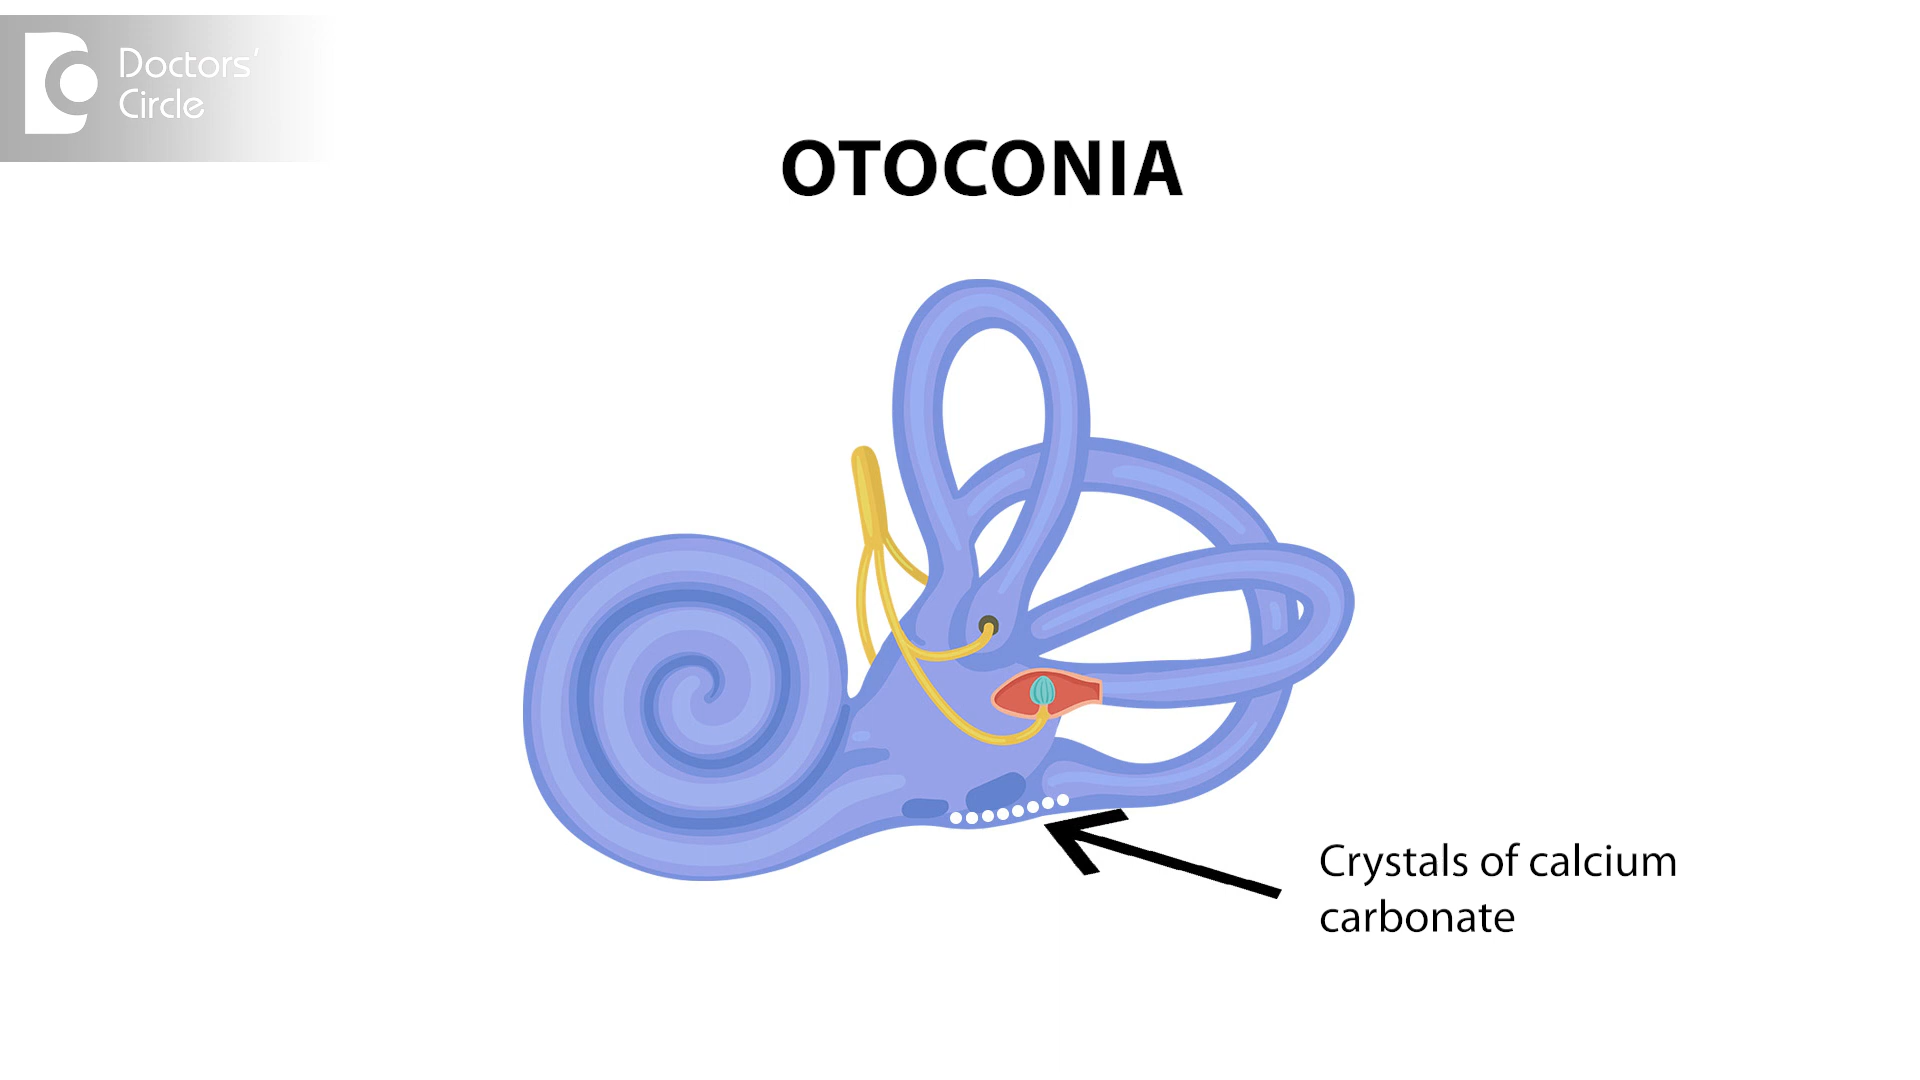 Doctors'
Circle
OTOCONIA
Crystals of calcium
carbonate